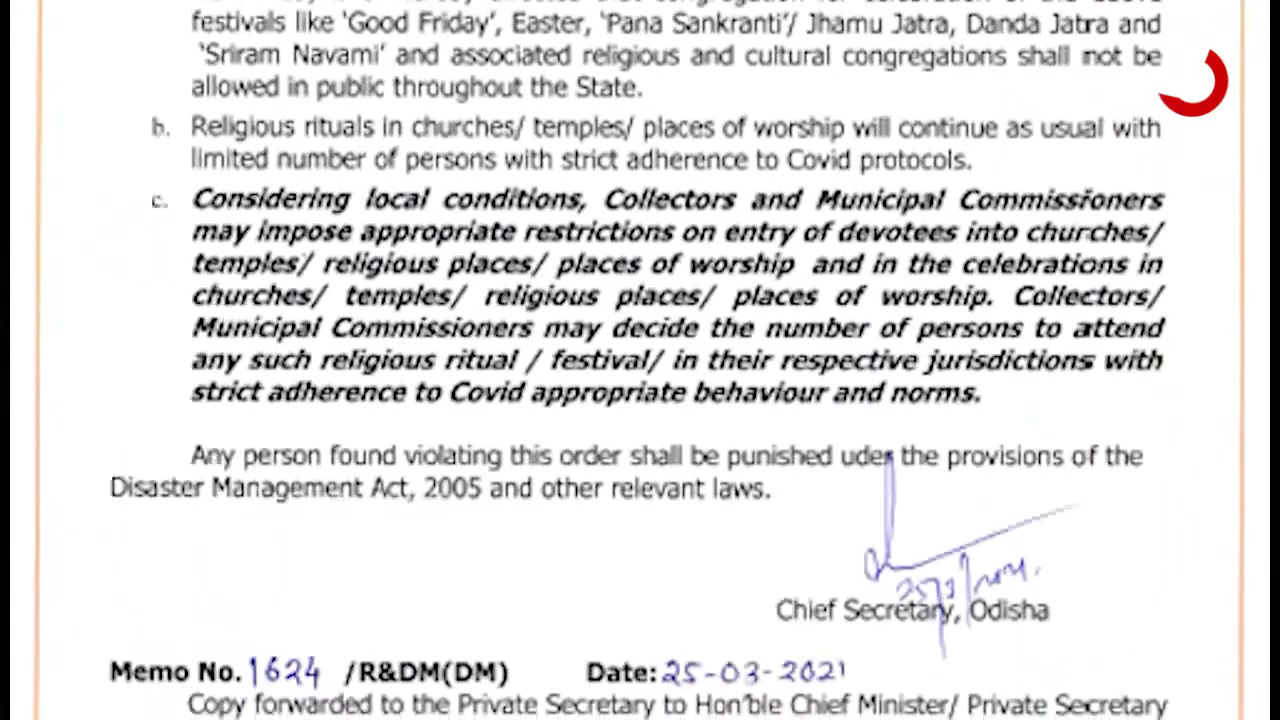 festivals like 'Good Friday', Easter, 'Pana Sankranti'/ Jhamu Jatra, Danda Jatra and
'Sriram Navami' and associated religious and cultural congregations shall not be
allowed in public throughout the State.
b. Religious rituals in churches/ temples/ places of worship will continue as usual with
limited number of persons with strict adherence to Covid protocols.
c. Considering local conditions, Collectors and Municipal Commissioners
may impose appropriate restrictions on entry of devotees into churches/
temples/ religious places/ places of worship and in the celebrations in
churches/ temples/ religious places/ places of worship. Collectors/
Municipal Commissioners may decide the number of persons to attend
any such religious ritual / festival/ in their respective jurisdictions with
strict adherence to Covid appropriate behaviour and norms.
Any person found violating this order shall be punished uder the provisions of the
Disaster Management Act, 2005 and other relevant laws.
Chief Secretary, Odisha
Memo No. 1624 /R&DM(DM) Date: 25-03-2021
Copy forwarded to the Private Secretary to Hon'ble Chief Minister/ Private Secretary